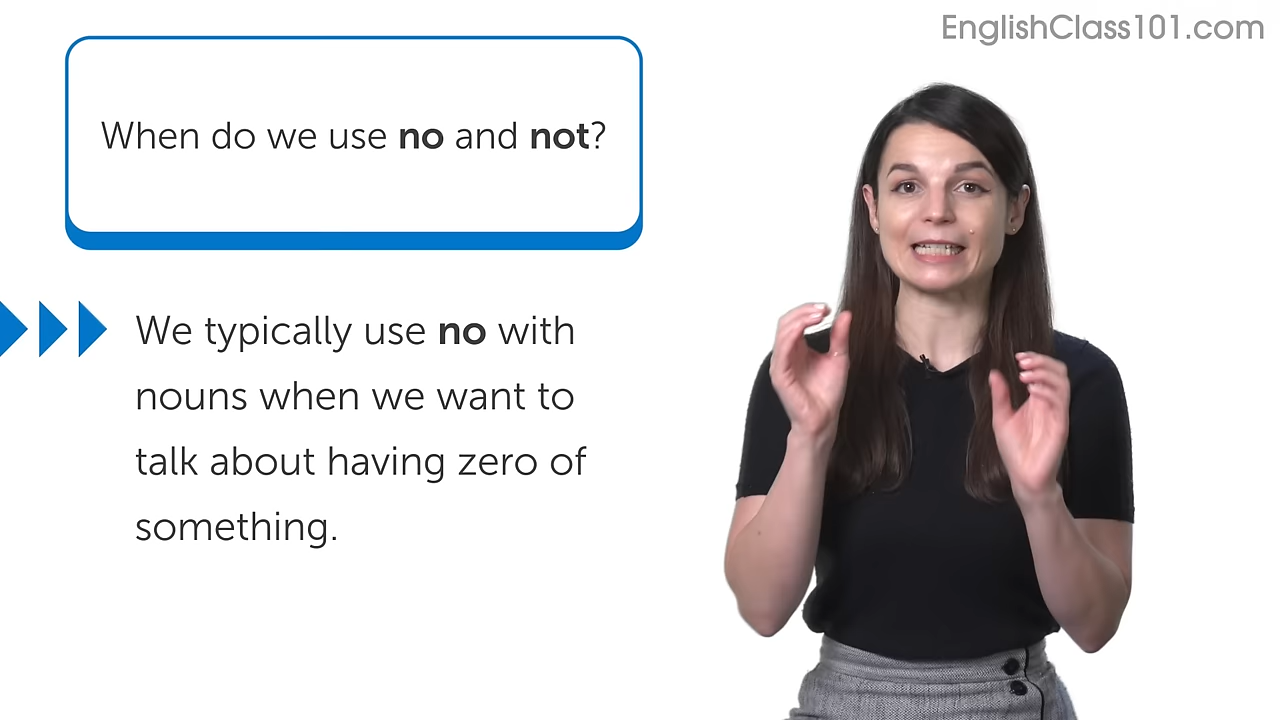 EnglishClass101.com
When do we use no and not?
We typically use no with
nouns when we want to
talk about having zero of
something.